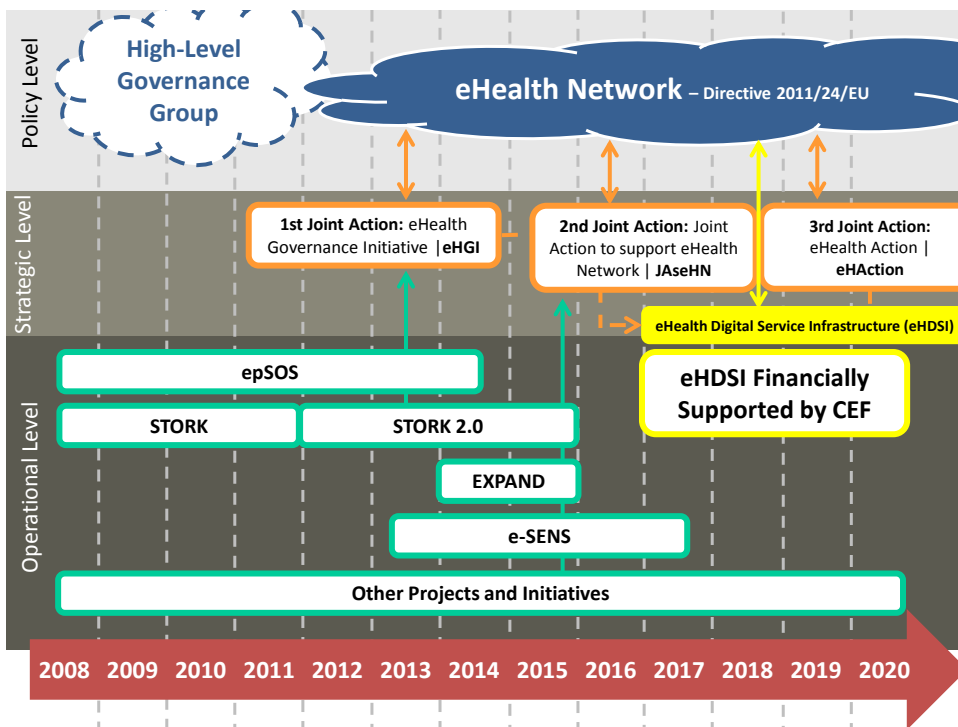 Policy Level
High-Level
Governance
Group
eHealth Network – Directive 2011/24/EU
Strategic Level
1st Joint Action: eHealth
Governance Initiative |eHGI
2nd Joint Action: Joint
Action to support eHealth
Network | JAseHN
3rd Joint Action:
eHealth Action |
eHAction
eHealth Digital Service Infrastructure (eHDSI)
Operational Level
epSOS
eHDSI Financially
Supported by CEF
STORK
STORK 2.0
EXPAND
e-SENS
Other Projects and Initiatives
2008 2009 2010 2011 2012 2013 2014 2015 2016 2017 2018 2019 2020